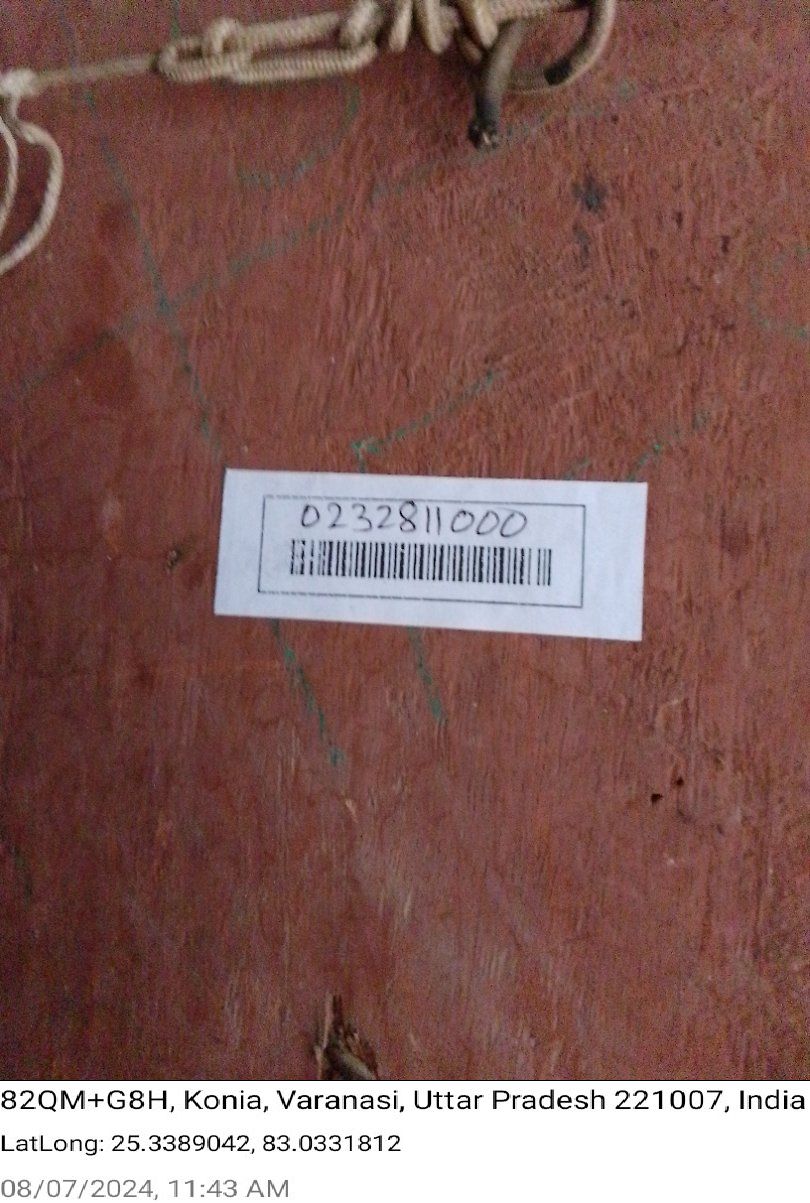 0232811000
82QM+G8H, Konia, Varanasi, Uttar Pradesh 221007, India
LatLong: 25.3389042, 83.0331812
08/07/2024, 11:43 AM